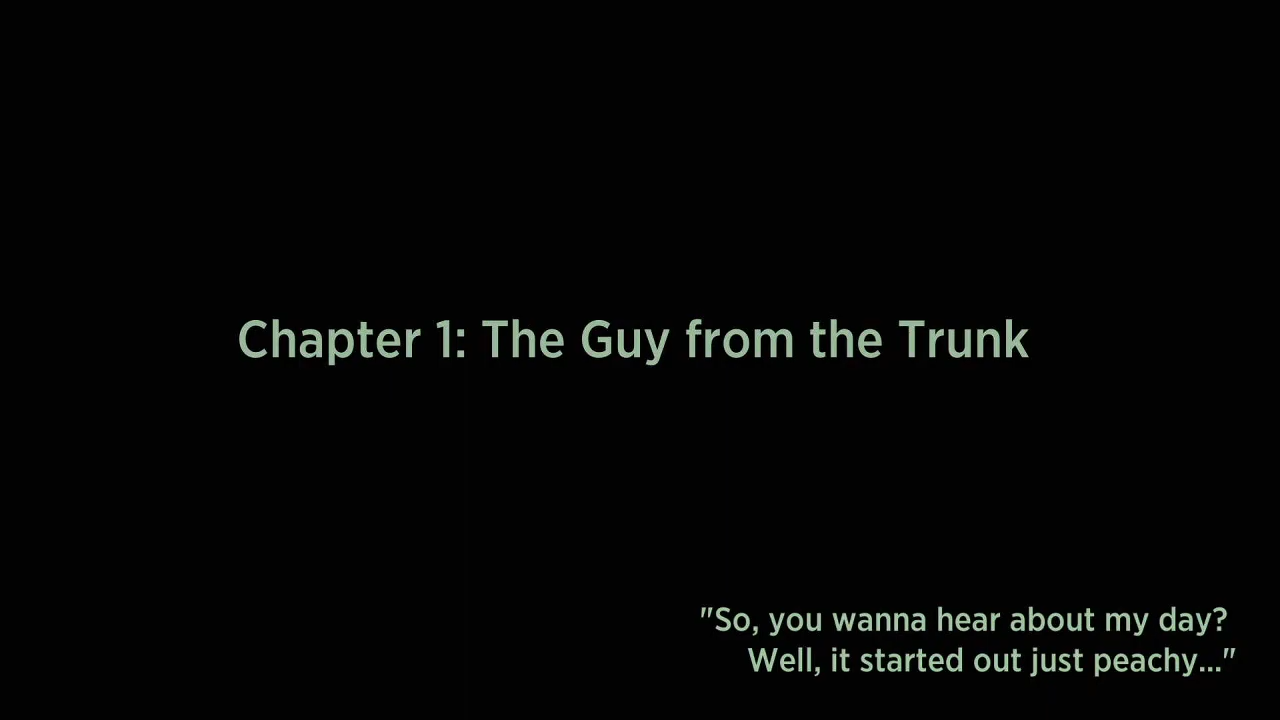 Chapter 1: The Guy from the Trunk
"So, you wanna hear about my day?
Well, it started out just peachy..."